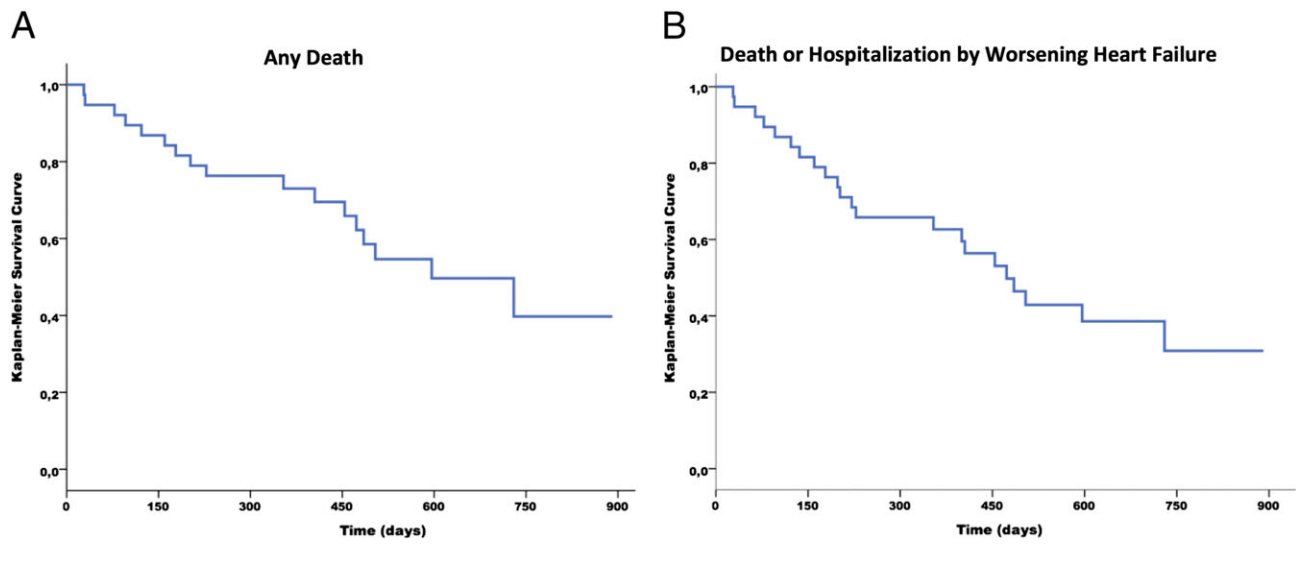 A
Any Death
Kaplan-Meier Survival Curve
1,0
0,8
0,6
0,4
0,2
0,0
0 150 300 450 600 750 900
Time (days)
B
Death or Hospitalization by Worsening Heart Failure
Kaplan-Meier Survival Curve
1,0
0,8
0,6
0,4
0,2
0,0
0 150 300 450 600 750 900
Time (days)